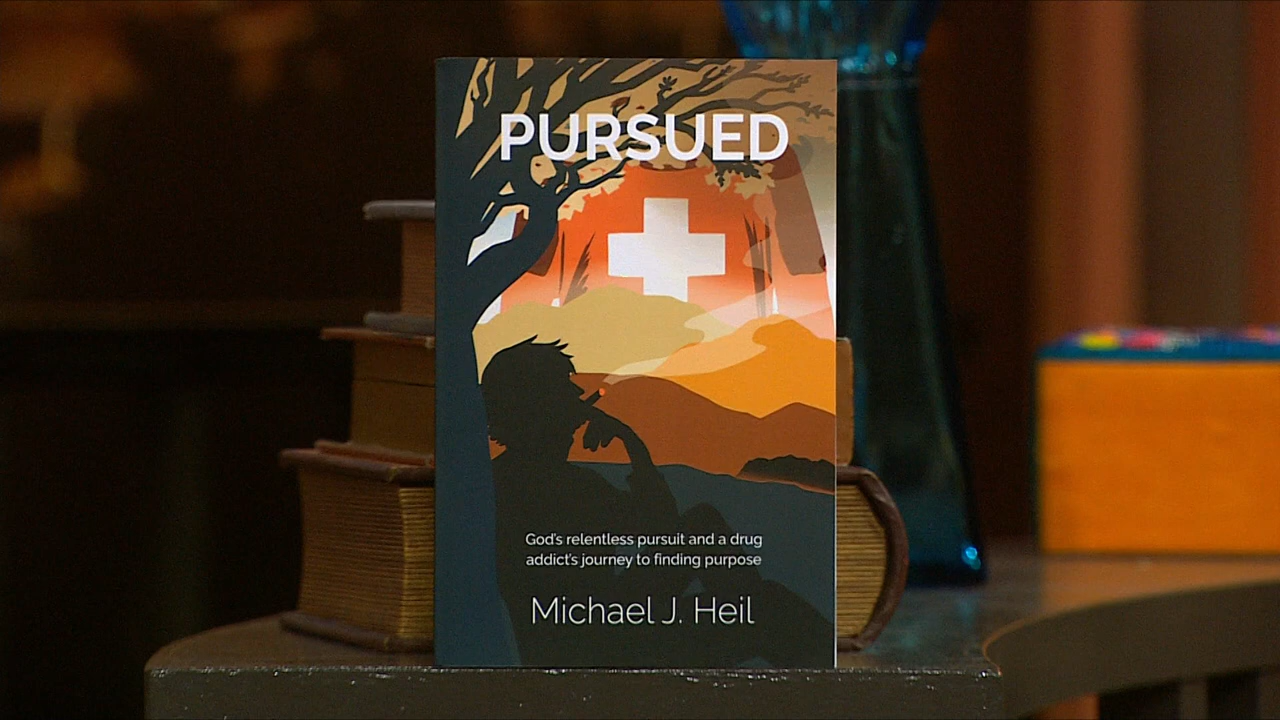 PURSUED
God's relentless pursuit and a drug
addict's journey to finding purpose
Michael J. Heil